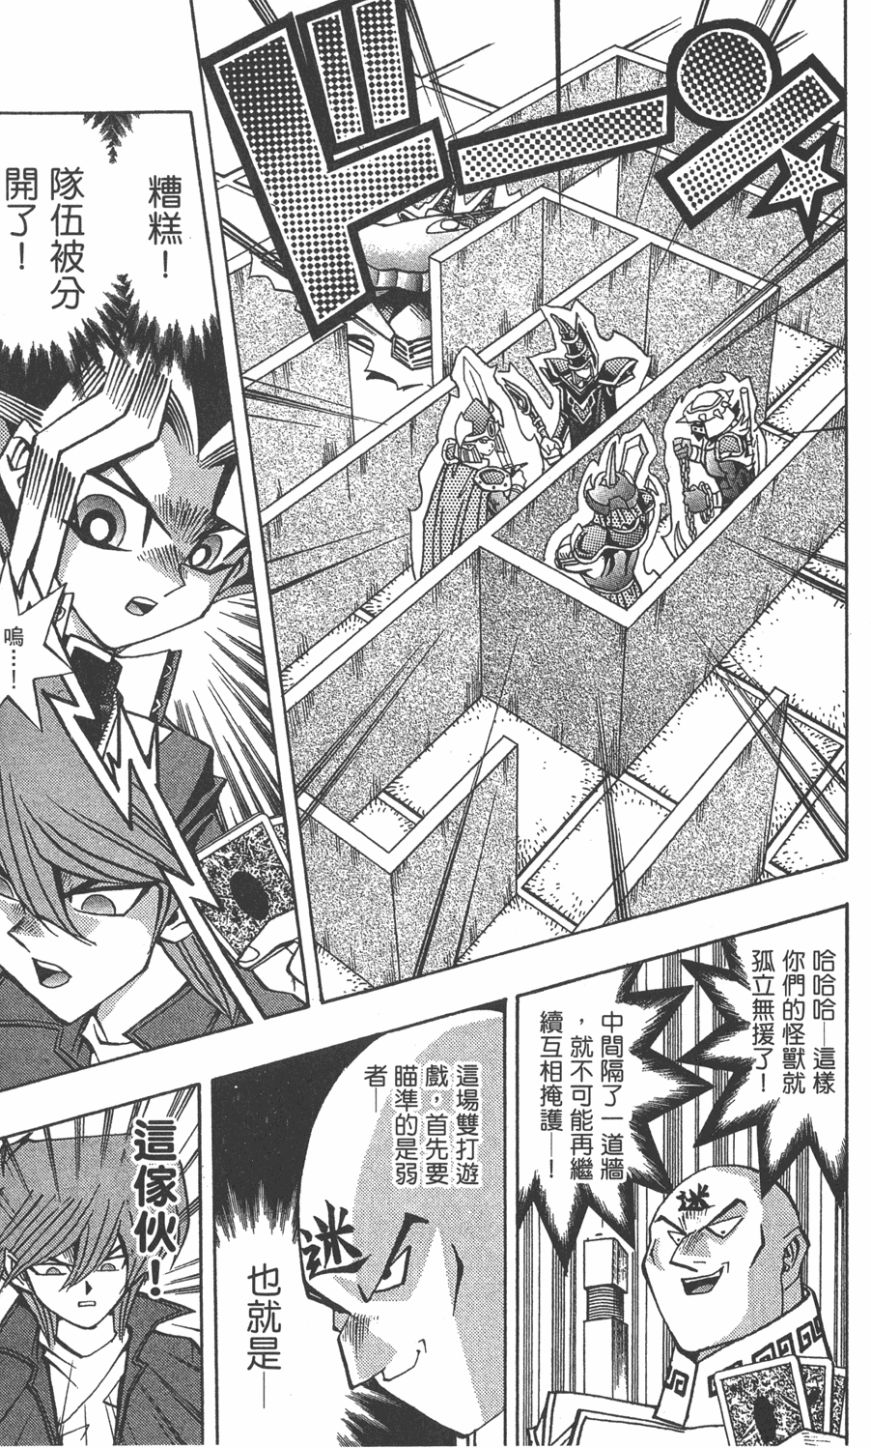 ドーン
糟糕！
隊伍被分
開了！
嗚…！
哈哈哈—這樣
你們的怪獸就
孤立無援了！
中間隔了一道牆
，就不可能再繼
續互相掩護—！
迷
這場雙打遊
戲，首先要
瞄準的是弱
者—
迷
也就是—
這傢伙！